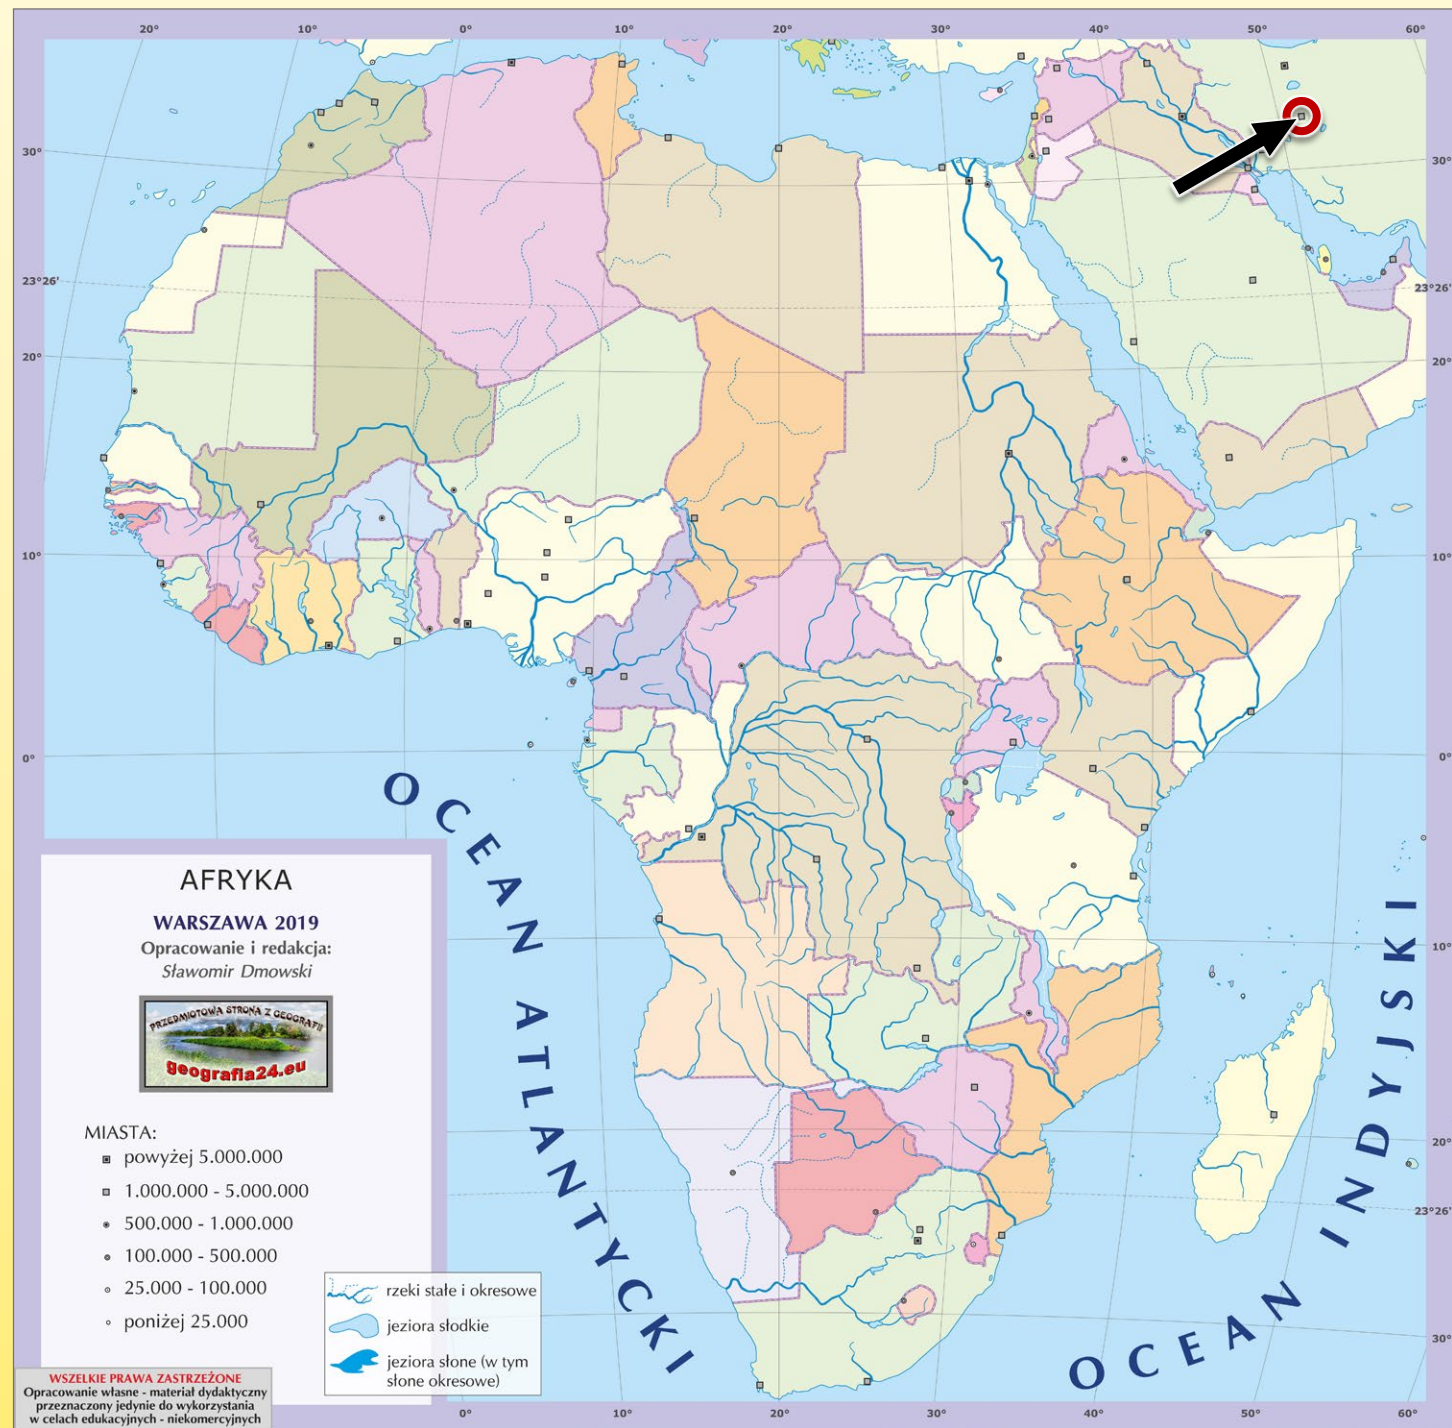 20° 10° 0° 10° 20° 30° 40° 50° 60°
30° 30°
23°26' 23°26'
20° 20°
10° 10°
0° 0°
10°
20°
23°26'
30°
OCEAN ATLANTYCKI
OCEAN INDYJSKI
AFRYKA
WARSZAWA 2019
Opracowanie i redakcja:
Sławomir Dmowski
PRZEDMIOTOWA STRONA Z GEOGRAFII
geografia24.eu
MIASTA:
powyżej 5.000.000
1.000.000 - 5.000.000
500.000 - 1.000.000
100.000 - 500.000
25.000 - 100.000
poniżej 25.000
rzeki stałe i okresowe
jeziora słodkie
jeziora słone (w tym
słone okresowe)
WSZELKIE PRAWA ZASTRZEŻONE
Opracowanie własne - materiał dydaktyczny
przeznaczony jedynie do wykorzystania
w celach edukacyjnych - niekomercyjnych
0° 10° 20° 30° 40° 50° 60°